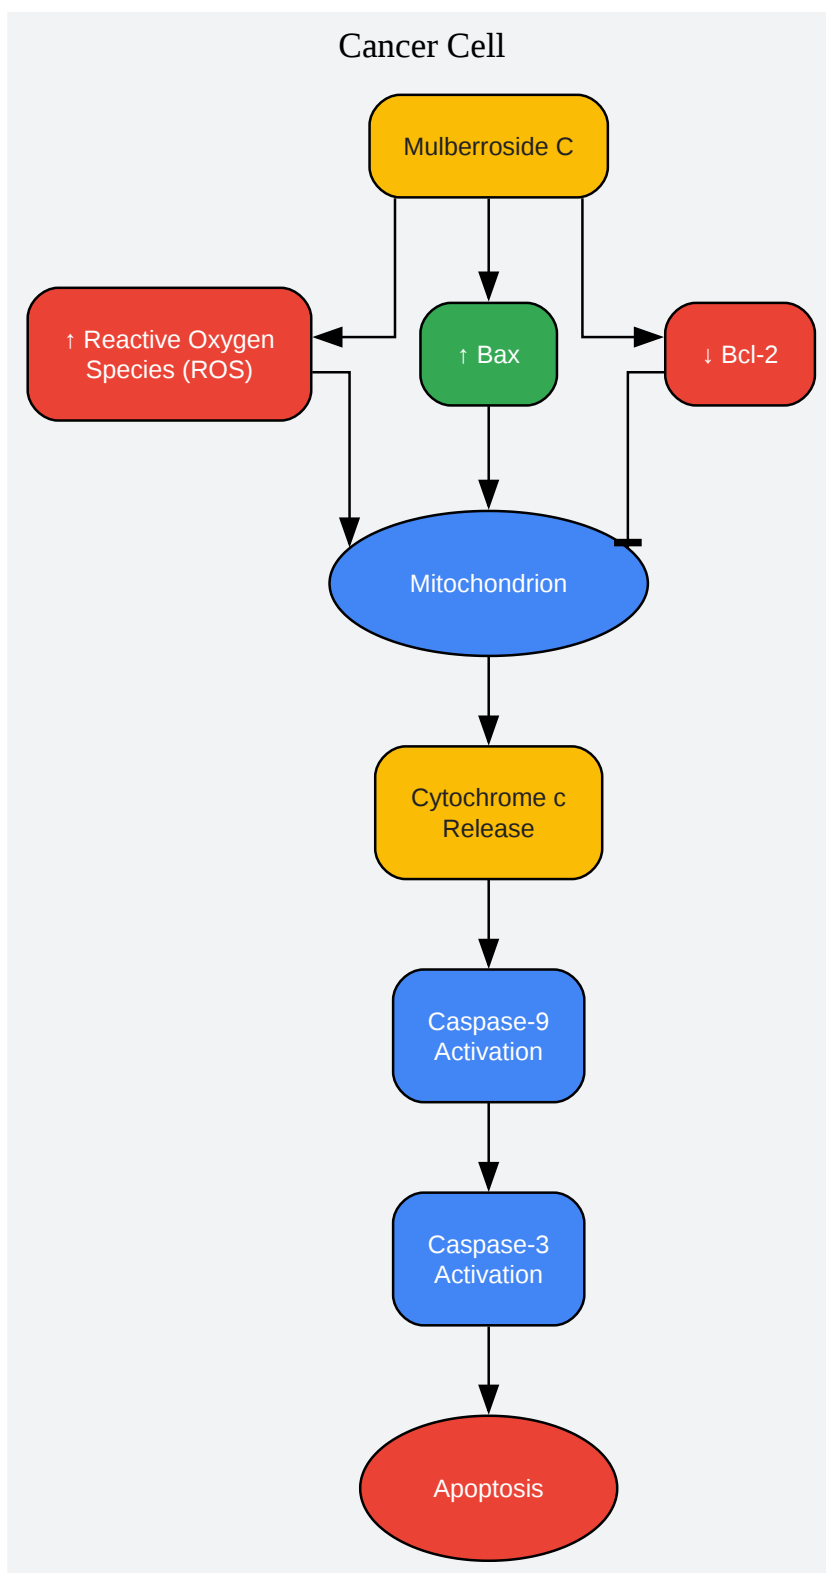 Cancer Cell
Mulberroside C
↑ Reactive Oxygen
Species (ROS)
↑ Bax
↓ Bcl-2
Mitochondrion
Cytochrome c
Release
Caspase-9
Activation
Caspase-3
Activation
Apoptosis